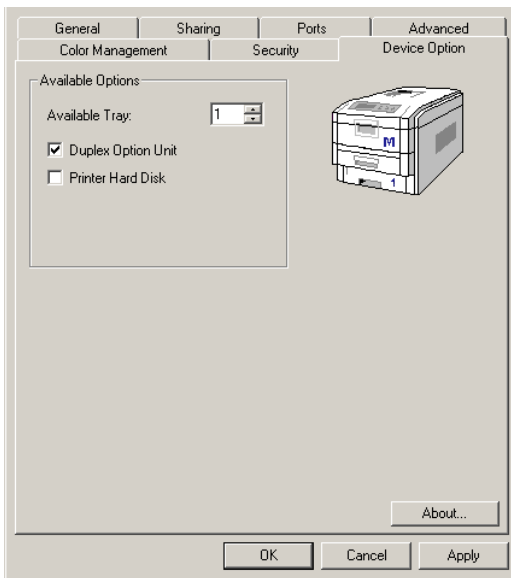 General Sharing Ports Advanced
Color Management Security Device Option
Available Options
Available Tray: 1
Duplex Option Unit
Printer Hard Disk
M
1
About...
OK Cancel Apply